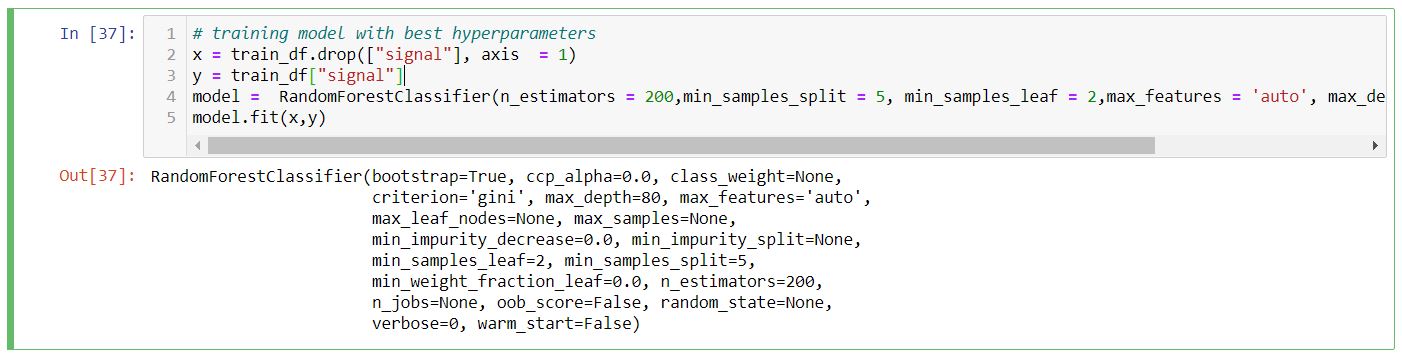 In [37]:
1 # training model with best hyperparameters
2 x = train_df.drop(["signal"], axis  = 1)
3 y = train_df["signal"]
4 model =  RandomForestClassifier(n_estimators = 200,min_samples_split = 5, min_samples_leaf = 2,max_features = 'auto', max_de
5 model.fit(x,y)
Out[37]: RandomForestClassifier(bootstrap=True, ccp_alpha=0.0, class_weight=None,
criterion='gini', max_depth=80, max_features='auto',
max_leaf_nodes=None, max_samples=None,
min_impurity_decrease=0.0, min_impurity_split=None,
min_samples_leaf=2, min_samples_split=5,
min_weight_fraction_leaf=0.0, n_estimators=200,
n_jobs=None, oob_score=False, random_state=None,
verbose=0, warm_start=False)